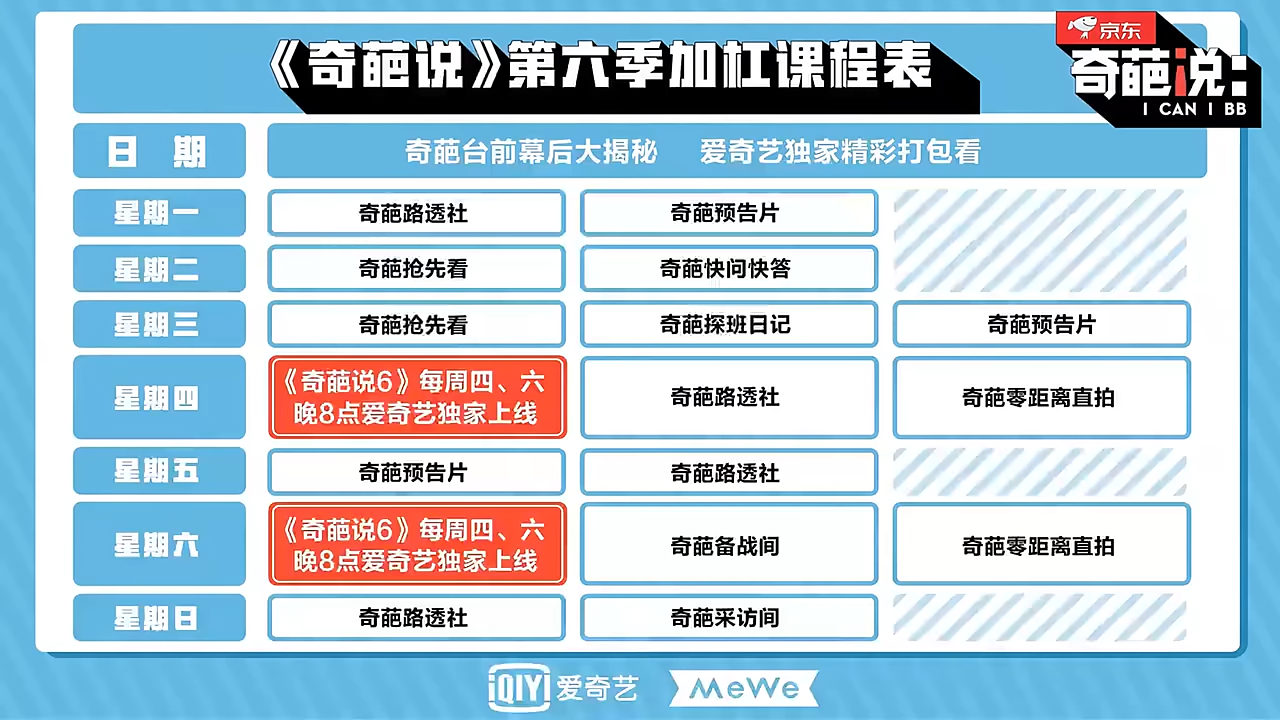 《奇葩说》第六季加杠课程表
京东
奇葩说:
I CAN I BB
日 期
奇葩台前幕后大揭秘 爱奇艺独家精彩打包看
星期一
奇葩路透社
奇葩预告片
星期二
奇葩抢先看
奇葩快问快答
星期三
奇葩抢先看
奇葩探班日记
奇葩预告片
星期四
《奇葩说6》每周四、六
晚8点爱奇艺独家上线
奇葩路透社
奇葩零距离直拍
星期五
奇葩预告片
奇葩路透社
星期六
《奇葩说6》每周四、六
晚8点爱奇艺独家上线
奇葩备战间
奇葩零距离直拍
星期日
奇葩路透社
奇葩采访间
iQIYI 爱奇艺
MeWe